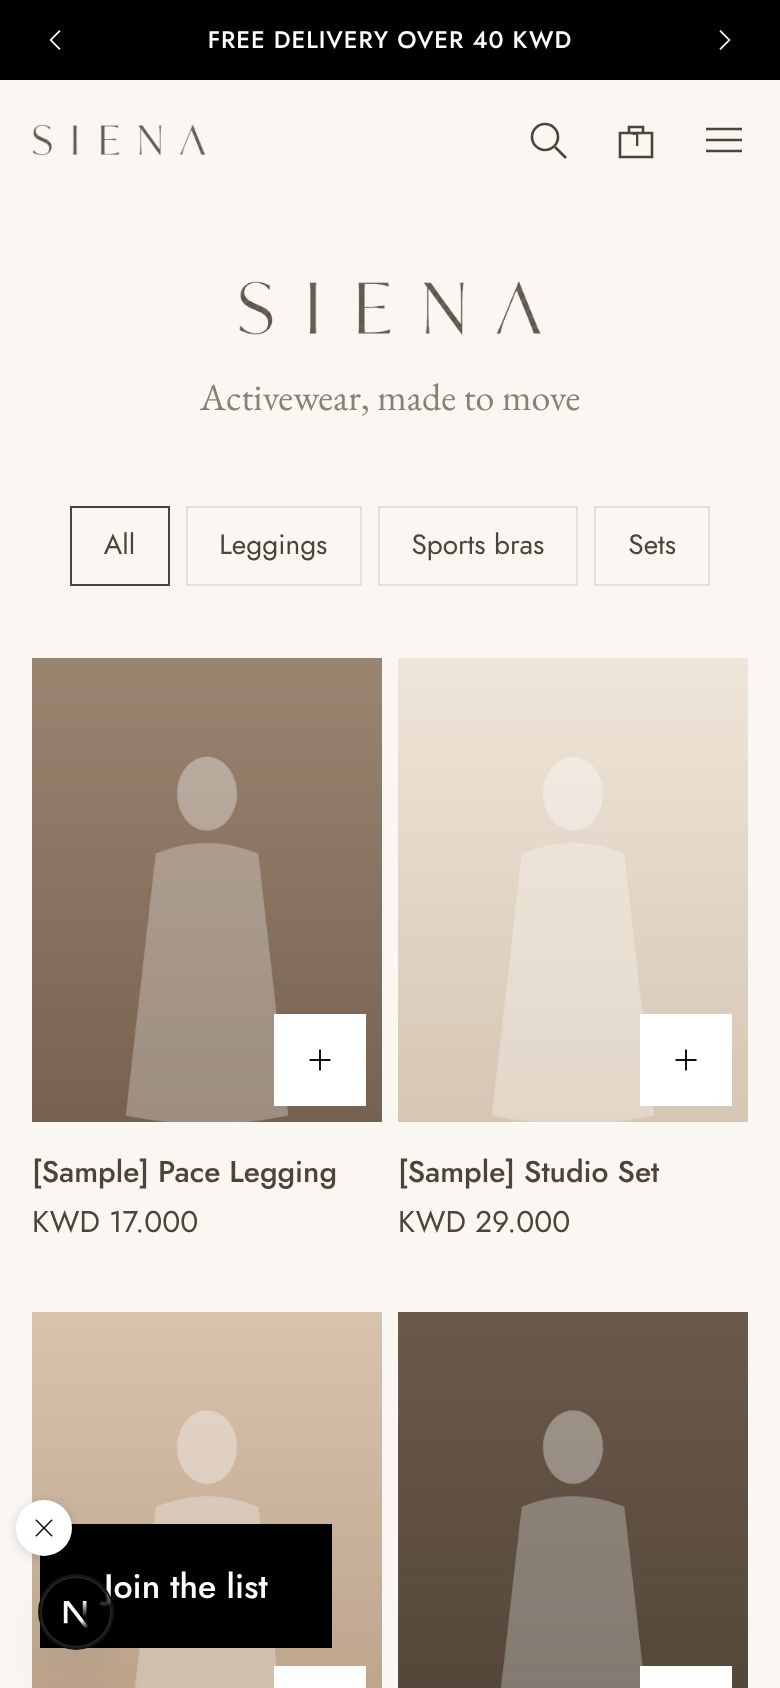 FREE DELIVERY OVER 40 KWD
SIENA
SIENA
Activewear, made to move
All
Leggings
Sports bras
Sets
[Sample] Pace Legging
[Sample] Studio Set
KWD 17.000
KWD 29.000
Join the list
N